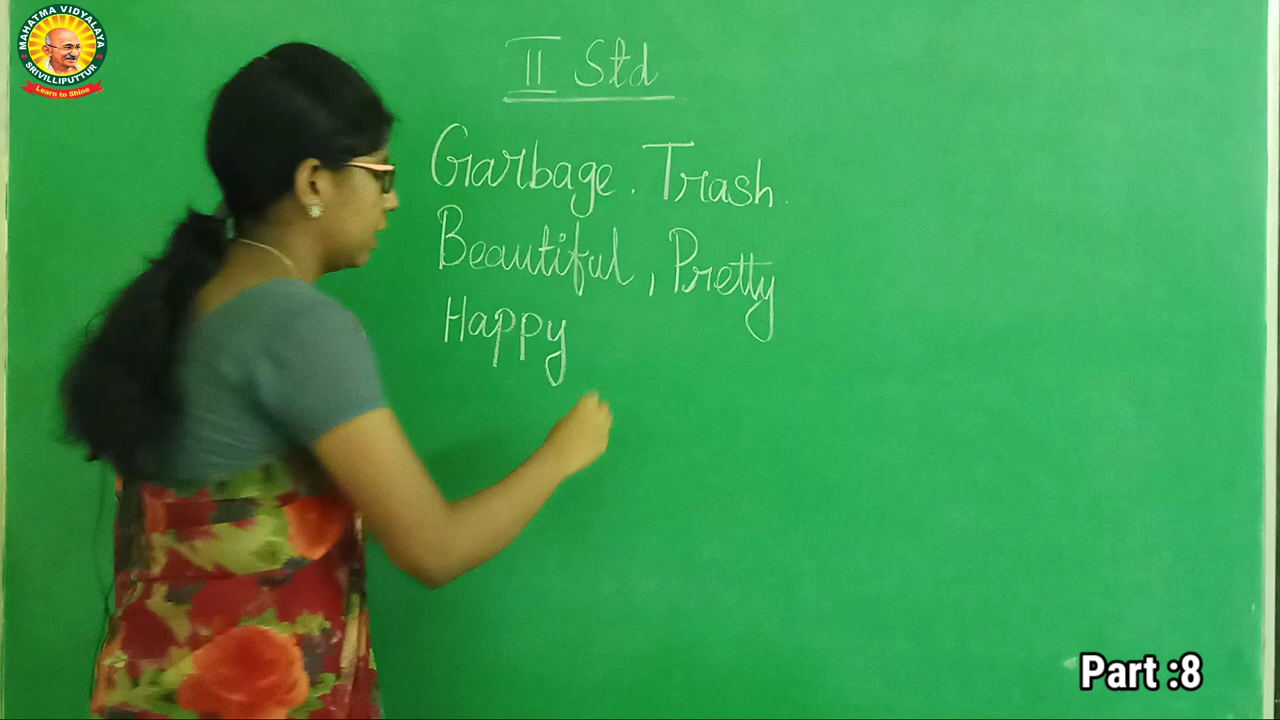 MAHATMA VIDYALAYA
SRIVILLIPUTTUR
Learn to Shine
II Std
Garbage. Trash.
Beautiful, Pretty
Happy
Part :8